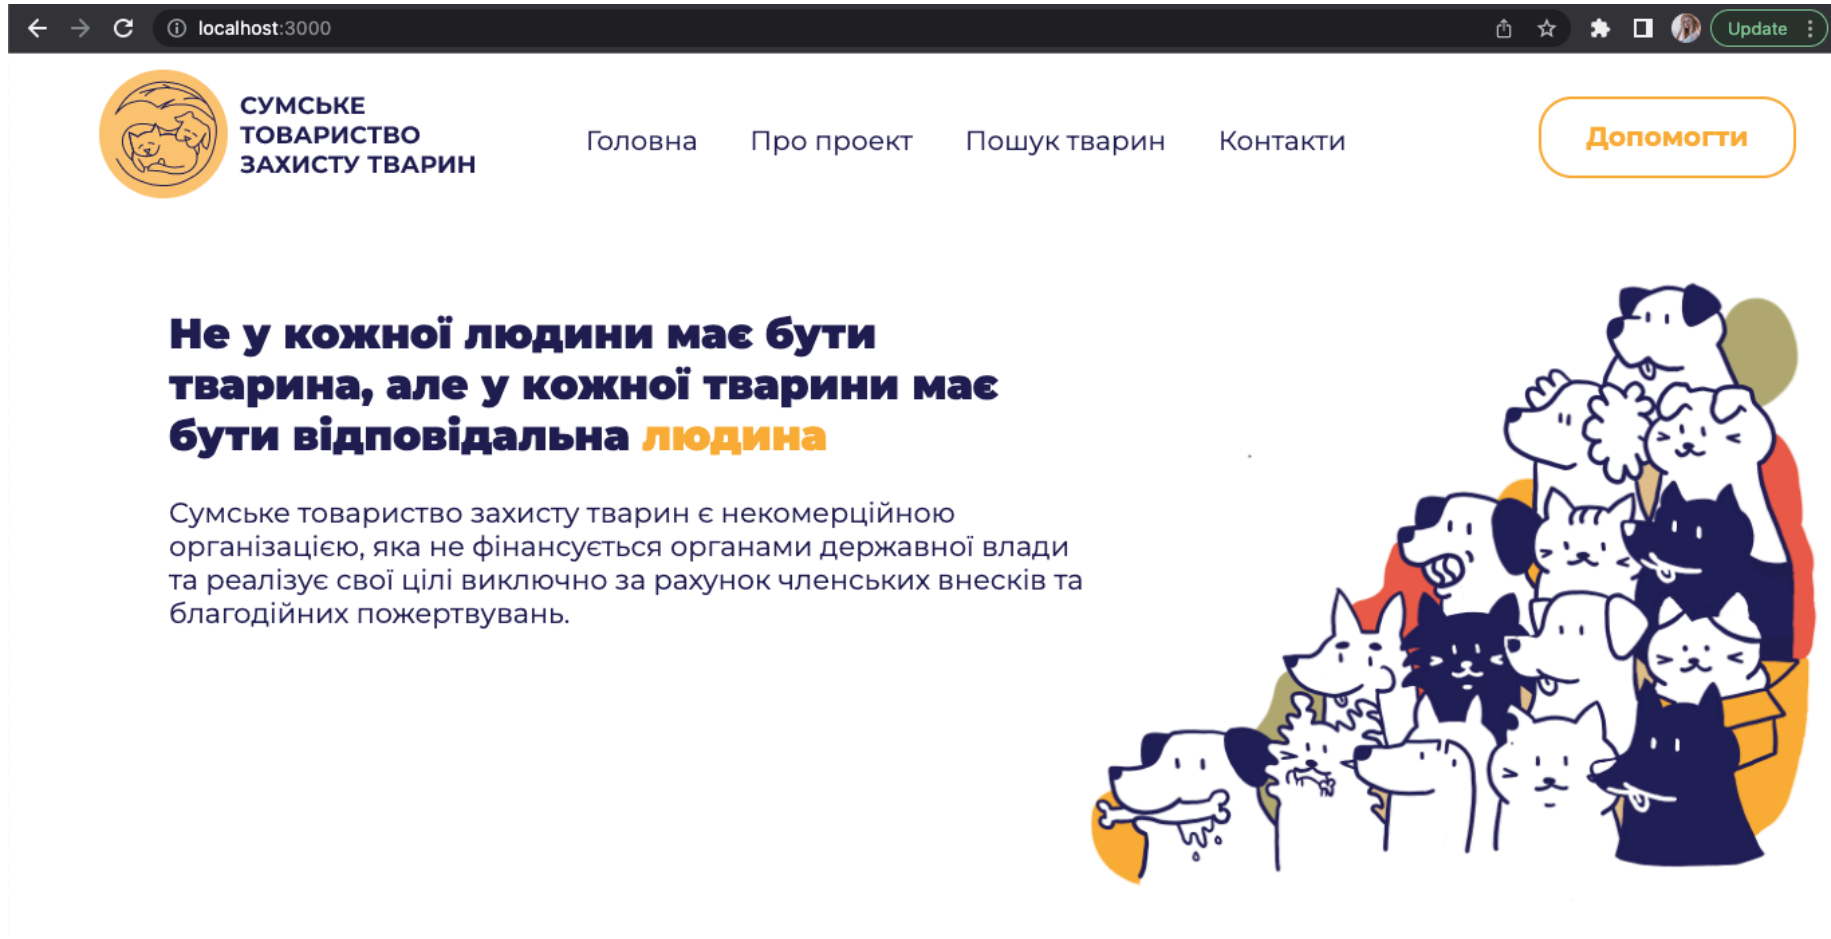 localhost:3000
Update
СУМСЬКЕ
ТОВАРИСТВО
ЗАХИСТУ ТВАРИН
Головна
Про проект
Пошук тварин
Контакти
Допомогти
Не у кожної людини має бути
тварина, але у кожної тварини має
бути відповідальна людина
Сумське товариство захисту тварин є некомерційною
організацією, яка не фінансується органами державної влади
та реалізує свої цілі виключно за рахунок членських внесків та
благодійних пожертвувань.